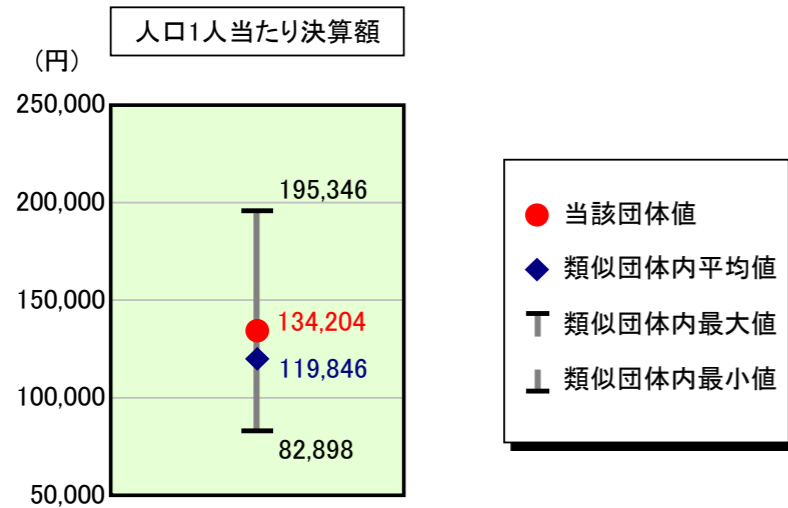 人口1人当たり決算額
（円）
250,000
200,000
150,000
100,000
50,000
195,346
134,204
119,846
82,898
当該団体値
類似団体内平均値
類似団体内最大値
類似団体内最小値